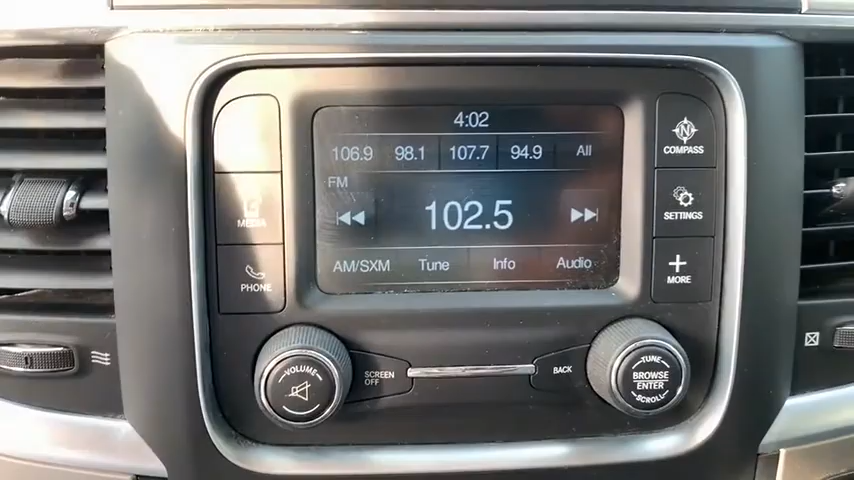 4:02
106.9 98.1 107.7 94.9 All
FM
102.5
AM/SXM Tune Info Audio
MEDIA
PHONE
N
COMPASS
SETTINGS
MORE
VOLUME
SCREEN
OFF
BACK
TUNE
BROWSE
ENTER
SCROLL